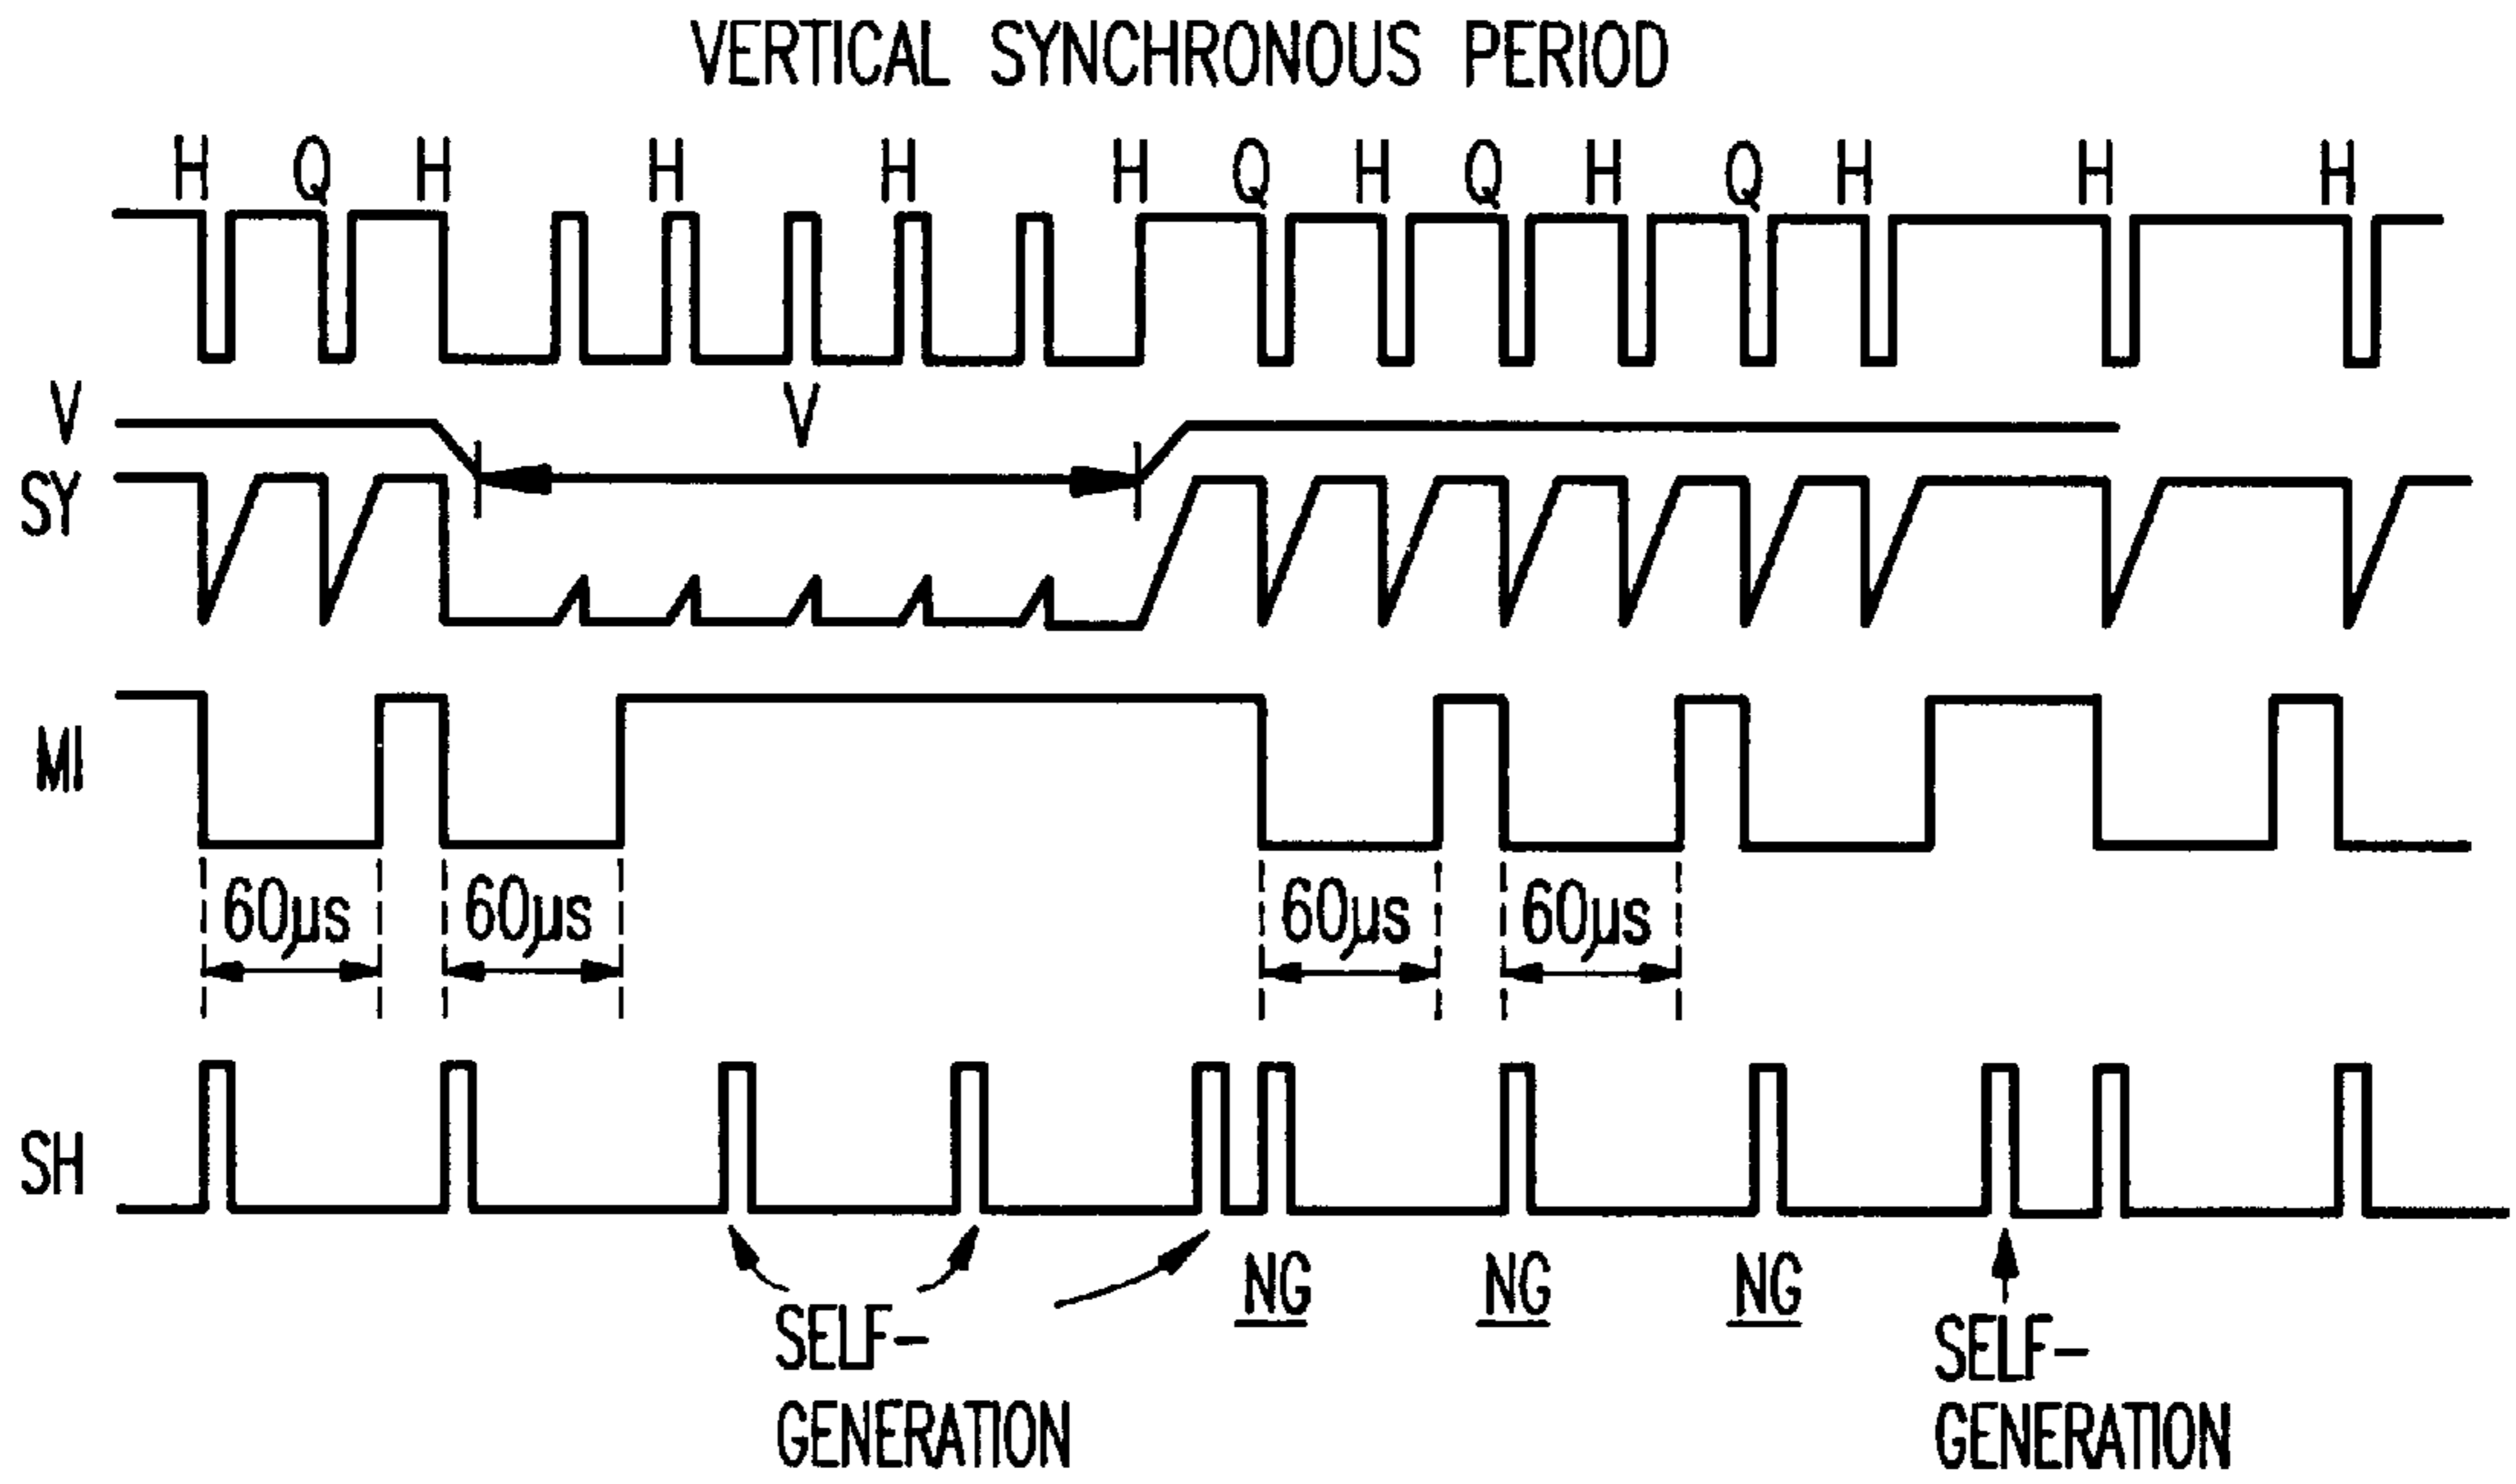 VERTICAL SYNCHRONOUS PERIOD
H Q H H H H Q H Q H Q H H H
V
V
SY
MI
60µs 60µs 60µs 60µs
SH
NG NG NG
SELF-
GENERATION
SELF-
GENERATION